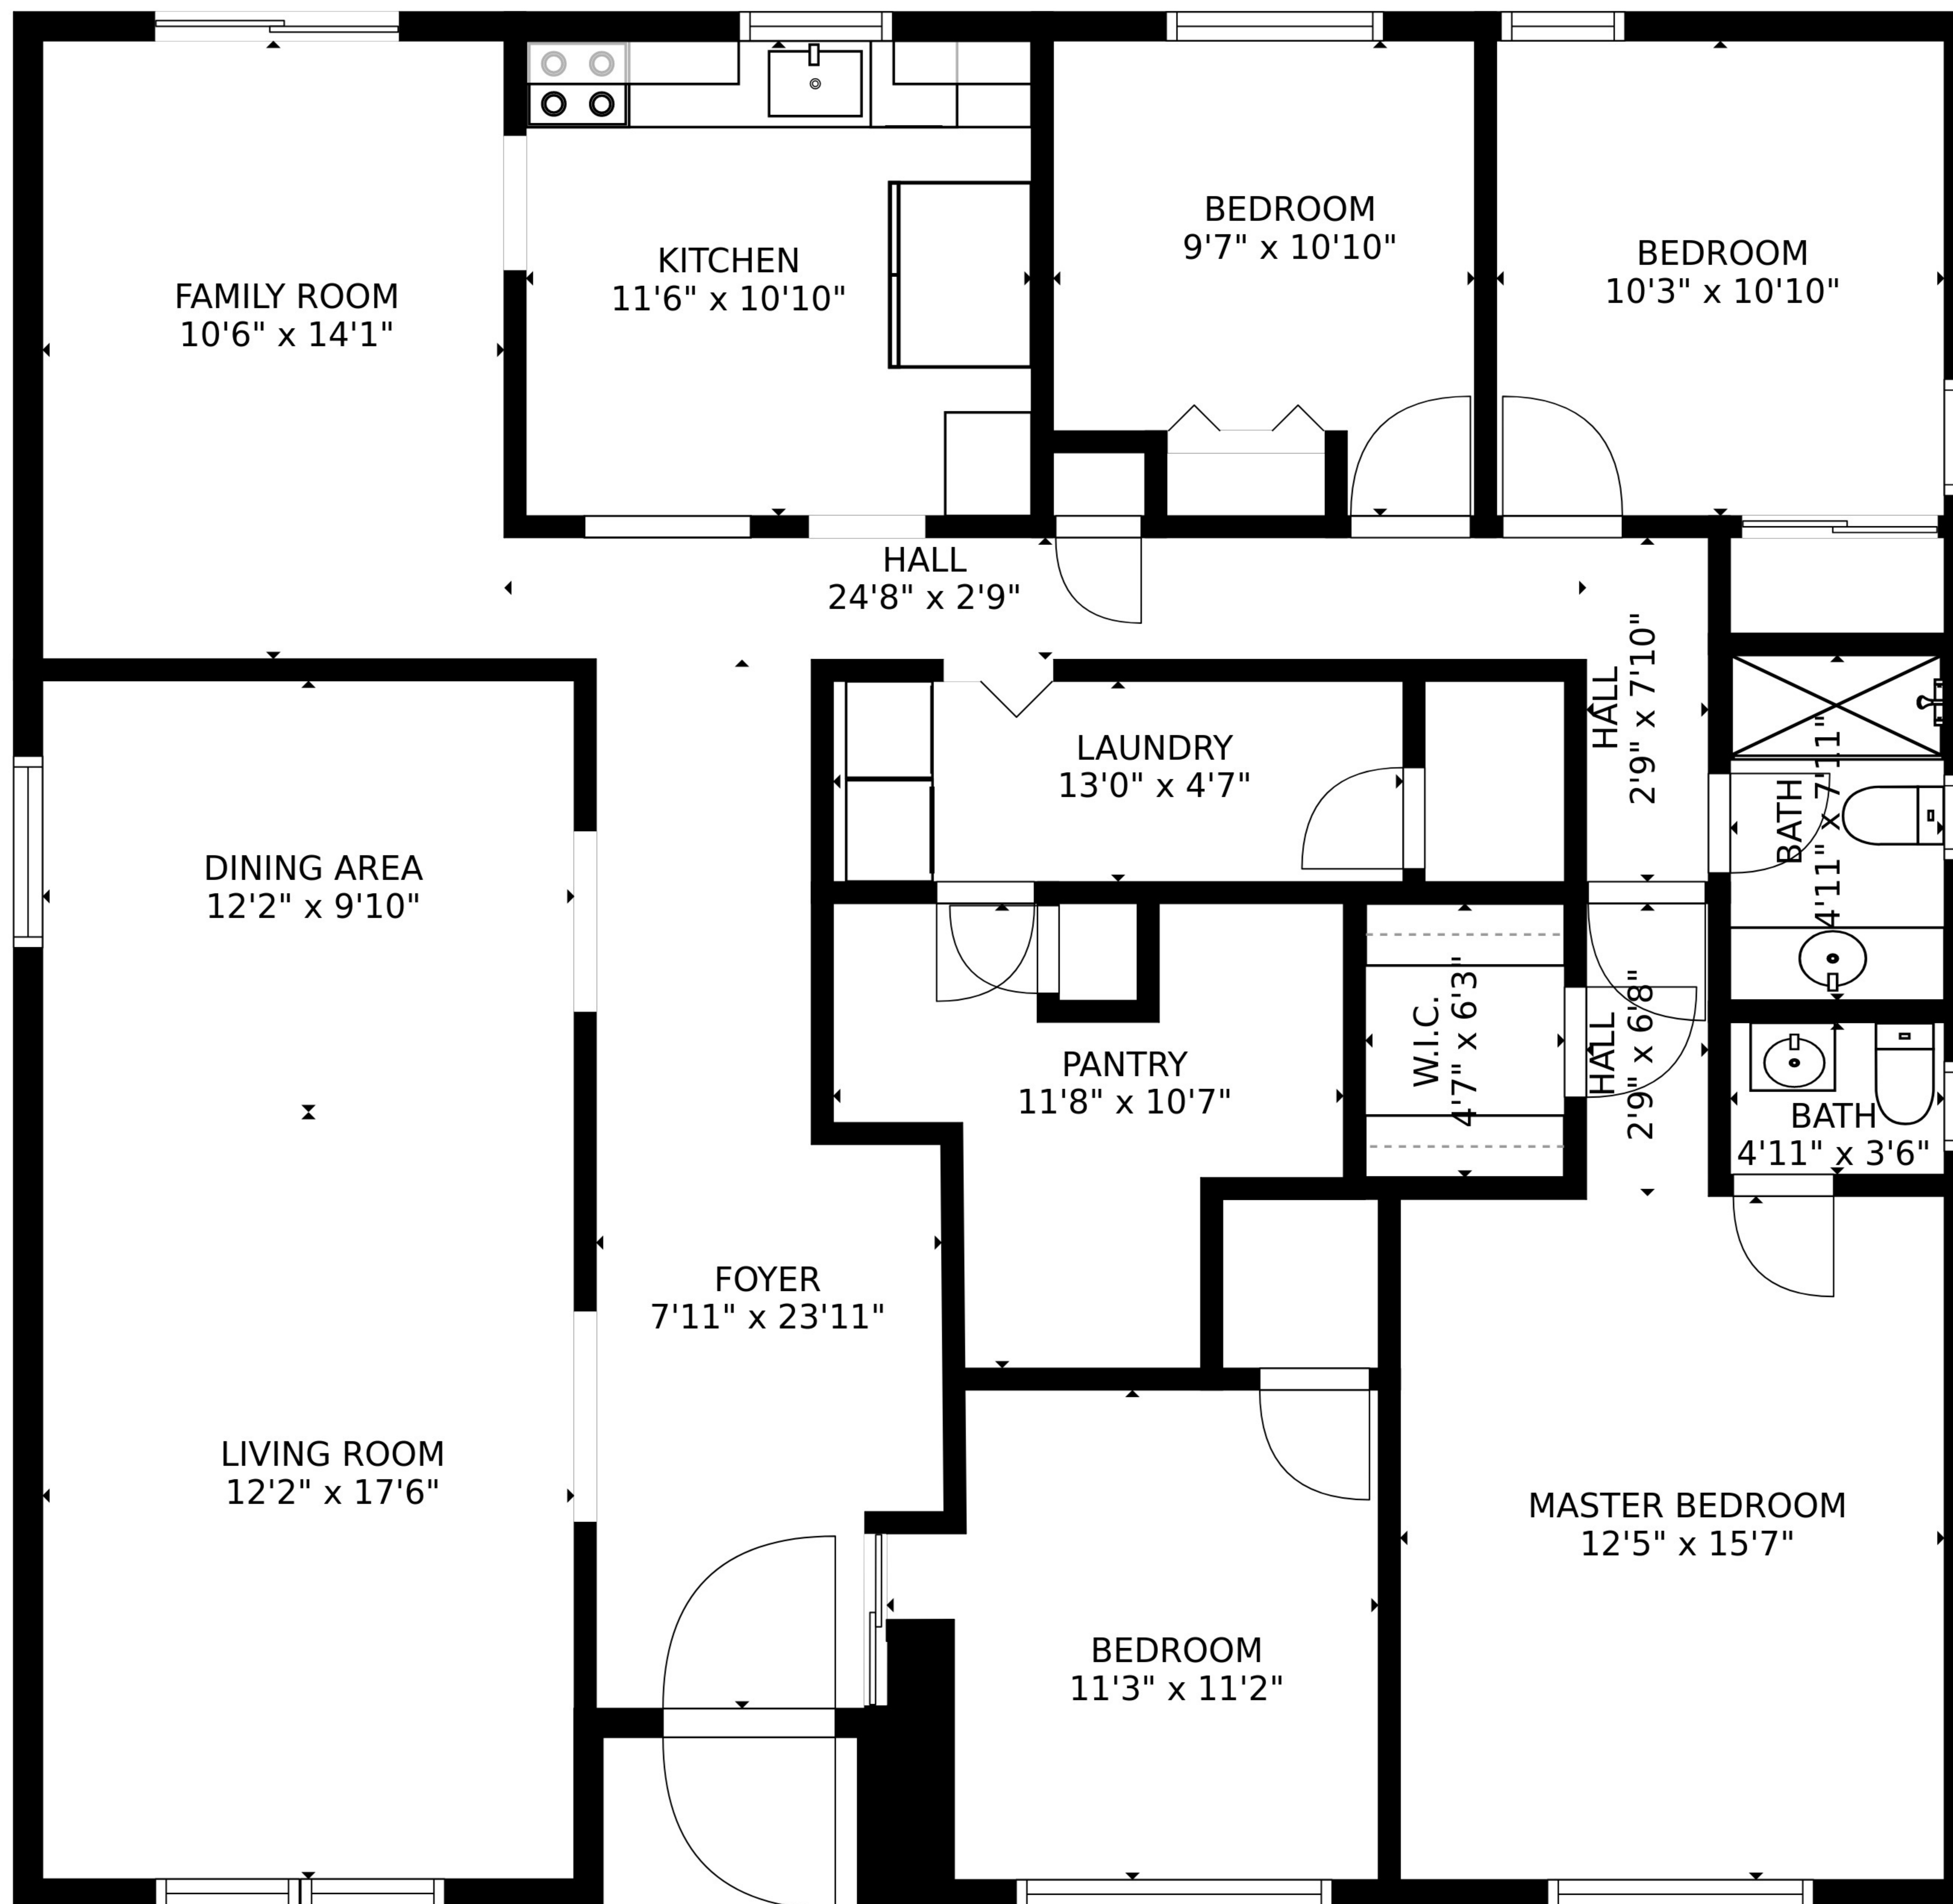 BEDROOM
9'7" x 10'10"
BEDROOM
10'3" x 10'10"
KITCHEN
11'6" x 10'10"
FAMILY ROOM
10'6" x 14'1"
HALL
24'8" x 2'9"
HALL
2'9" x 7'10"
LAUNDRY
13'0" x 4'7"
BATH
4'11" x 7'11"
DINING AREA
12'2" x 9'10"
PANTRY
11'8" x 10'7"
W.I.C.
4'7" x 6'3"
HALL
2'9" x 6'8"
BATH
4'11" x 3'6"
FOYER
7'11" x 23'11"
LIVING ROOM
12'2" x 17'6"
MASTER BEDROOM
12'5" x 15'7"
BEDROOM
11'3" x 11'2"